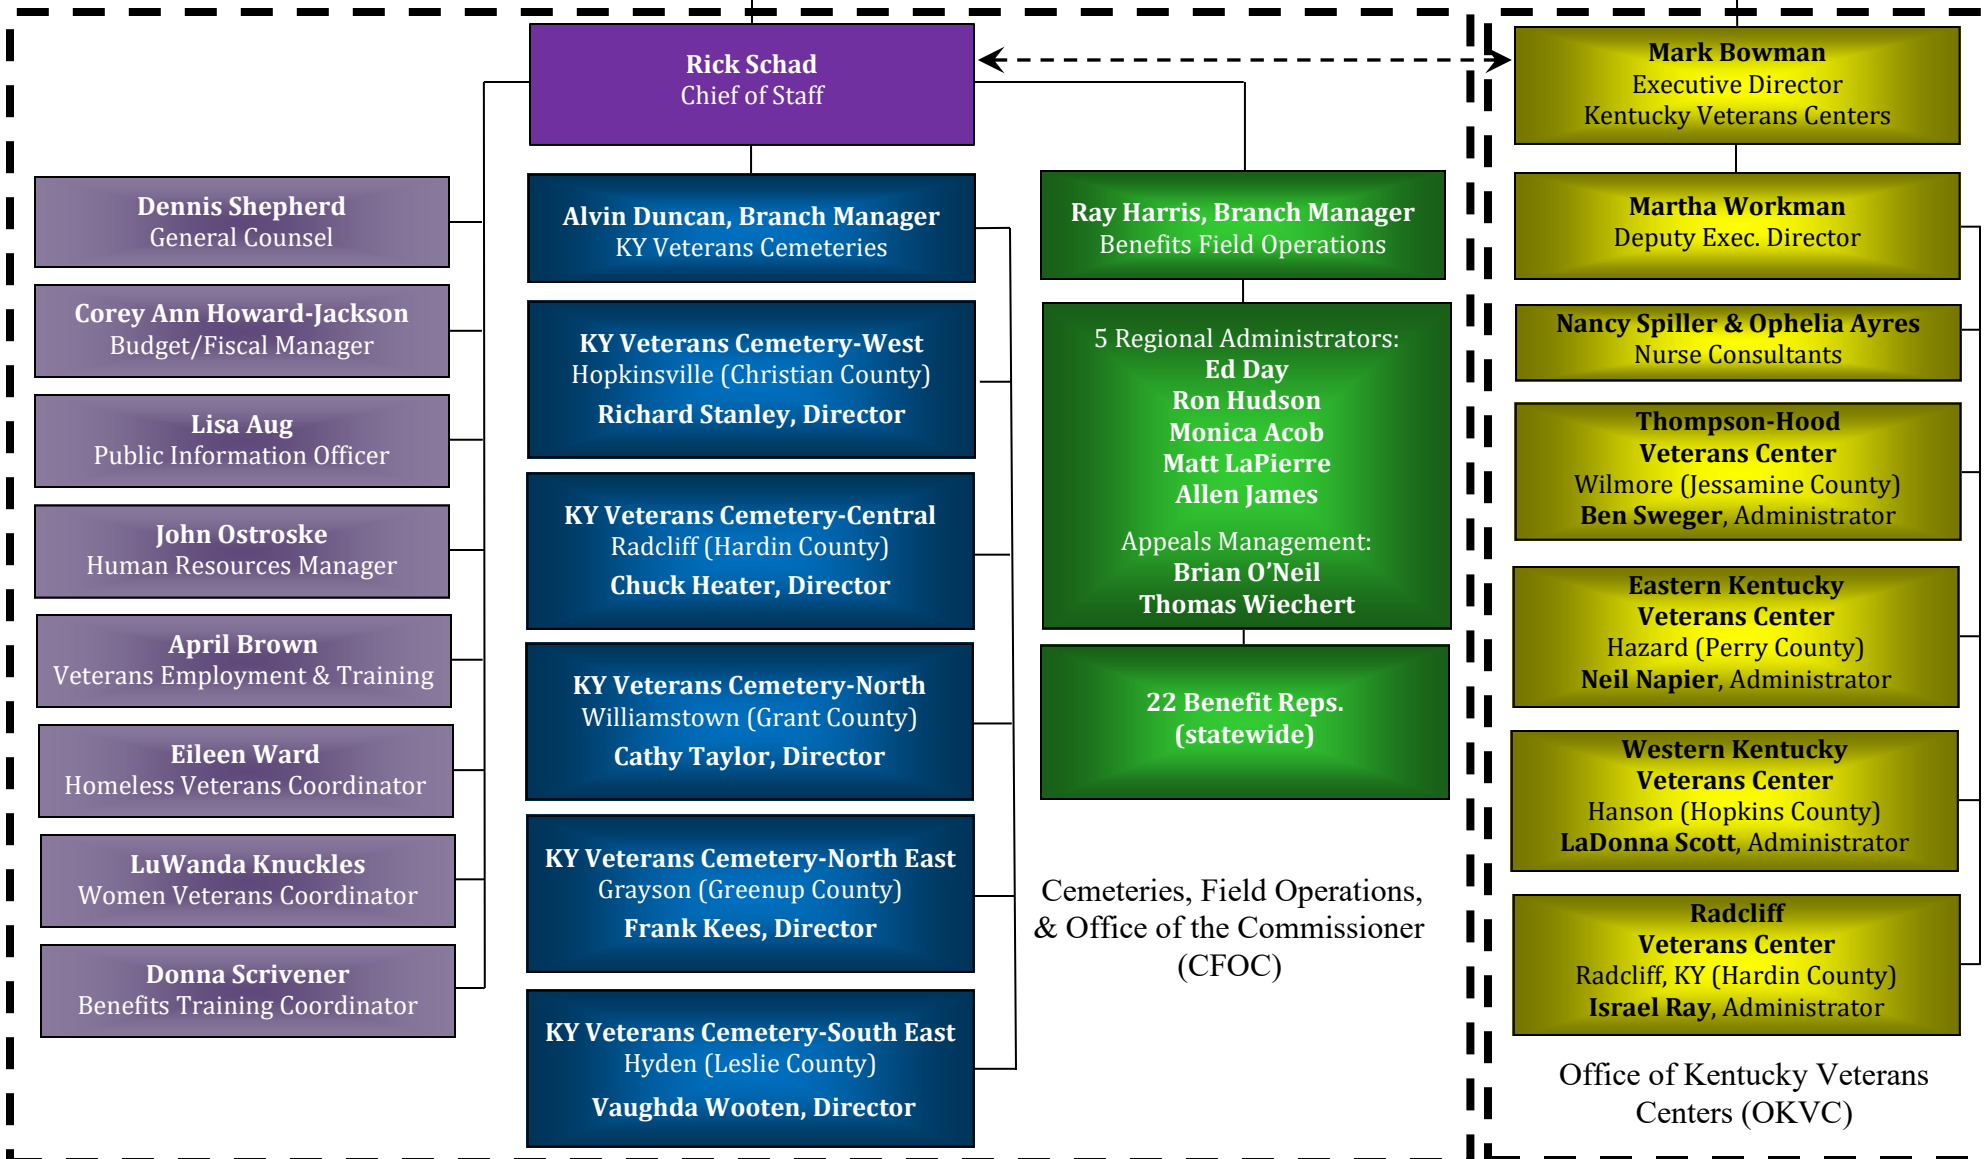 Rick Schad
Chief of Staff
Mark Bowman
Executive Director
Kentucky Veterans Centers
Dennis Shepherd
General Counsel
Corey Ann Howard-Jackson
Budget/Fiscal Manager
Lisa Aug
Public Information Officer
John Ostroske
Human Resources Manager
April Brown
Veterans Employment & Training
Eileen Ward
Homeless Veterans Coordinator
LuWanda Knuckles
Women Veterans Coordinator
Donna Scrivener
Benefits Training Coordinator
Alvin Duncan, Branch Manager
KY Veterans Cemeteries
KY Veterans Cemetery-West
Hopkinsville (Christian County)
Richard Stanley, Director
KY Veterans Cemetery-Central
Radcliff (Hardin County)
Chuck Heater, Director
KY Veterans Cemetery-North
Williamstown (Grant County)
Cathy Taylor, Director
KY Veterans Cemetery-North East
Grayson (Greenup County)
Frank Kees, Director
KY Veterans Cemetery-South East
Hyden (Leslie County)
Vaughda Wooten, Director
Ray Harris, Branch Manager
Benefits Field Operations
5 Regional Administrators:
Ed Day
Ron Hudson
Monica Acob
Matt LaPierre
Allen James
Appeals Management:
Brian O’Neil
Thomas Wiechert
22 Benefit Reps.
(statewide)
Cemeteries, Field Operations,
& Office of the Commissioner
(CFOC)
Martha Workman
Deputy Exec. Director
Nancy Spiller & Ophelia Ayres
Nurse Consultants
Thompson-Hood
Veterans Center
Wilmore (Jessamine County)
Ben Sweger, Administrator
Eastern Kentucky
Veterans Center
Hazard (Perry County)
Neil Napier, Administrator
Western Kentucky
Veterans Center
Hanson (Hopkins County)
LaDonna Scott, Administrator
Radcliff
Veterans Center
Radcliff, KY (Hardin County)
Israel Ray, Administrator
Office of Kentucky Veterans
Centers (OKVC)